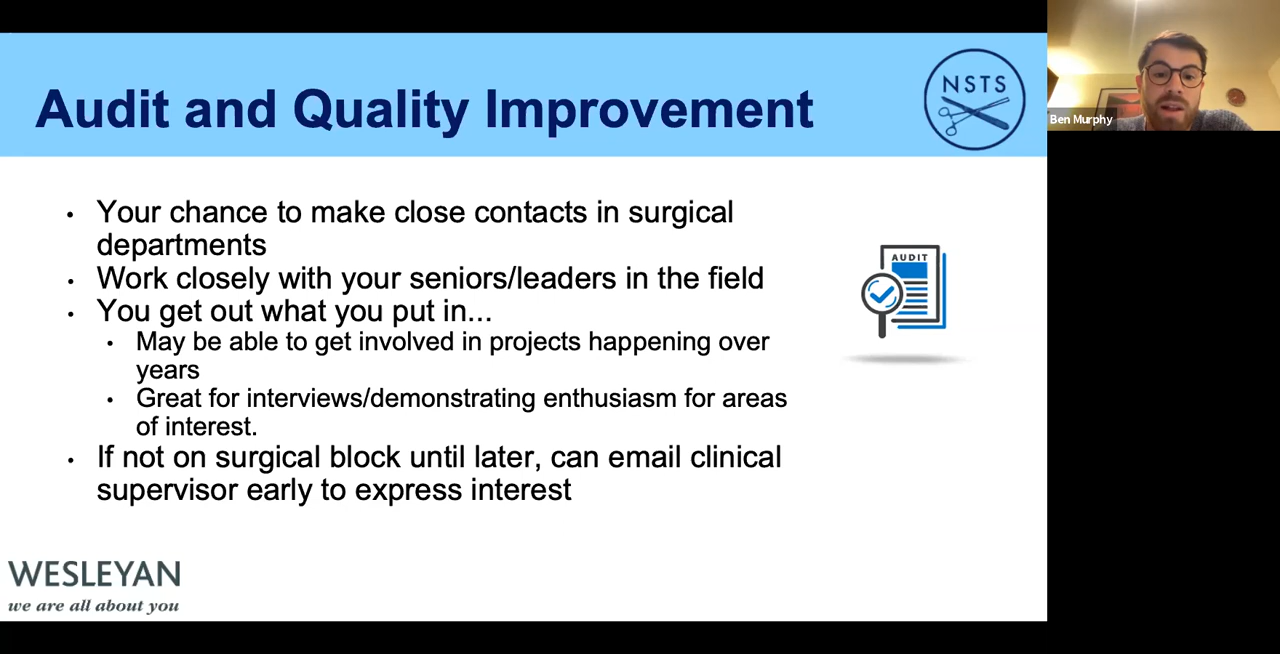 Audit and Quality Improvement
NSTS
Ben Murphy
• Your chance to make close contacts in surgical
departments
• Work closely with your seniors/leaders in the field
• You get out what you put in...
• May be able to get involved in projects happening over
years
• Great for interviews/demonstrating enthusiasm for areas
of interest.
• If not on surgical block until later, can email clinical
supervisor early to express interest
AUDIT
WESLEYAN
we are all about you